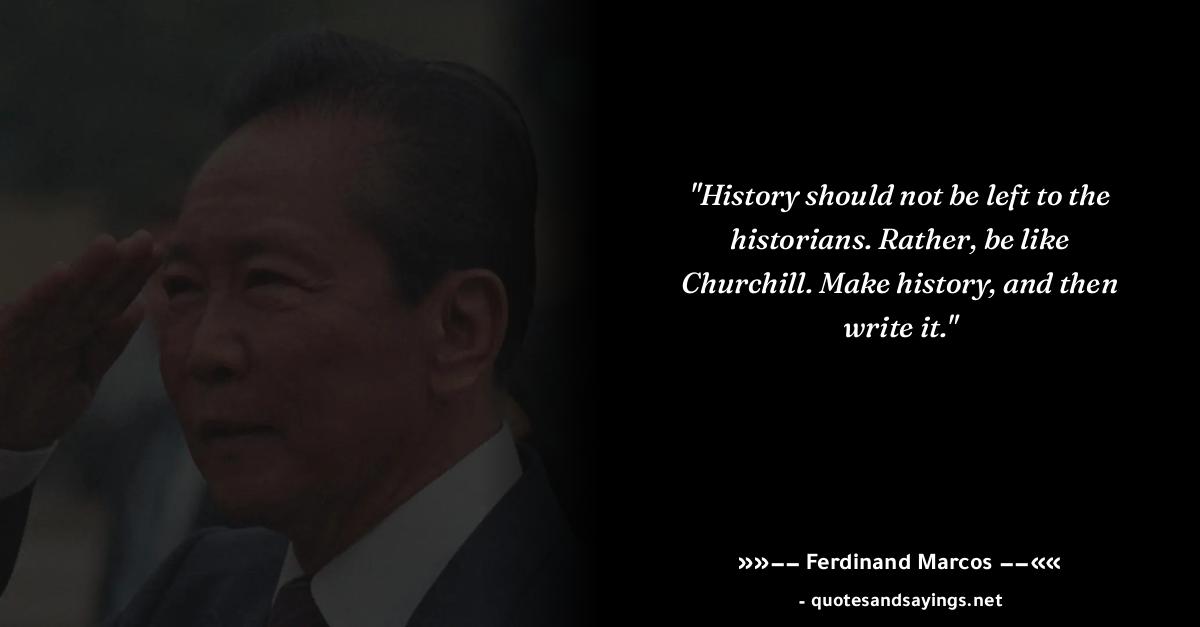 "History should not be left to the
historians. Rather, be like
Churchill. Make history, and then
write it."
»»−− Ferdinand Marcos −−««
- quotesandsayings.net